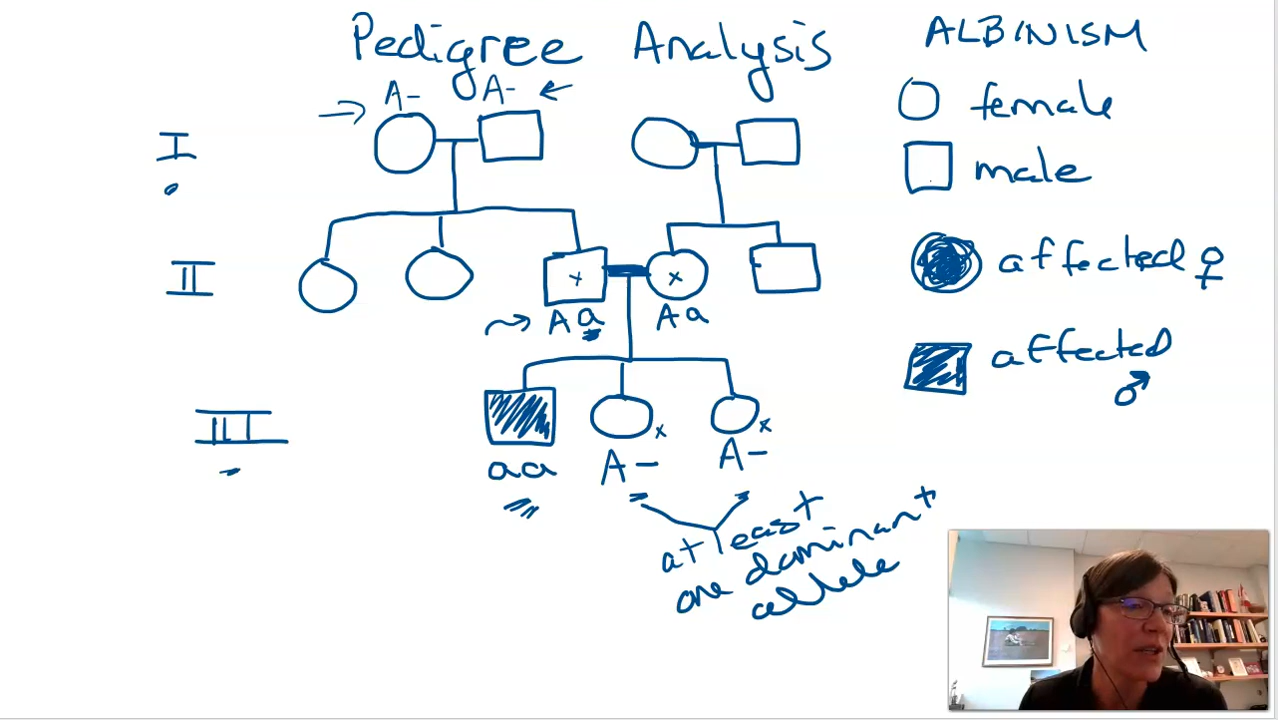 Pedigree Analysis
ALBINISM
A- A-
female
I
male
II
affected ♀
Aa Aa
affected
♂
III
aa A- A-
at least
one dominant
allele